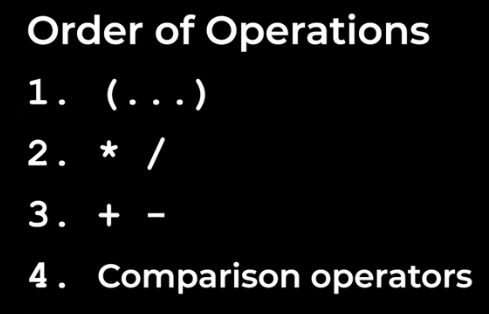 Order of Operations
1. (...)
2. * /
3. + -
4. Comparison operators